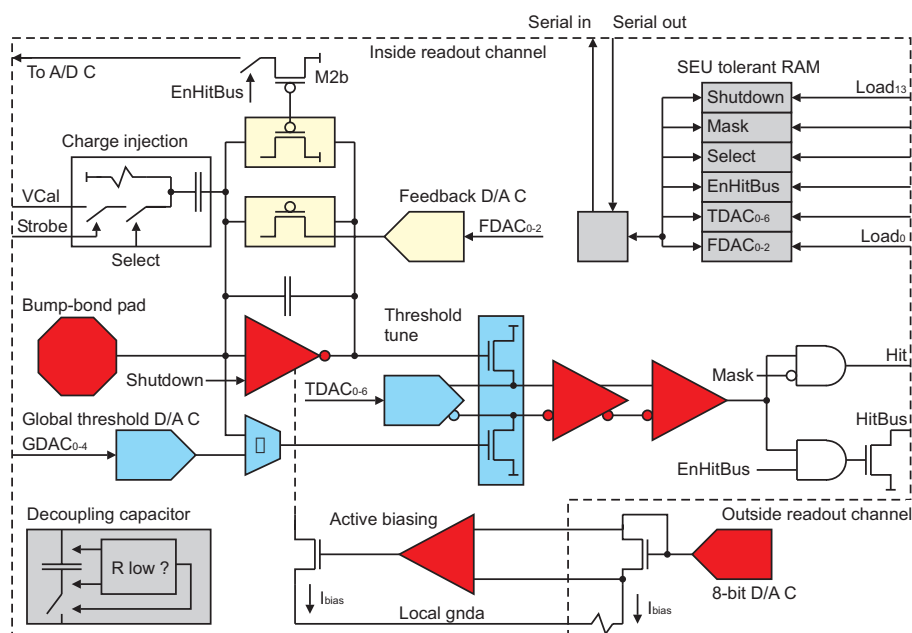 Serial in
Serial out
Inside readout channel
To A/D C
M2b
EnHitBus
SEU tolerant RAM
Shutdown
Load13
Mask
Charge injection
Select
VCal
EnHitBus
Feedback D/A C
Strobe
FDAC0-2
TDAC0-6
Select
FDAC0-2
Load0
Bump-bond pad
Threshold
tune
Hit
Shutdown
Mask
TDAC0-6
Global threshold D/A C
HitBus
GDAC0-4
EnHitBus
Decoupling capacitor
Active biasing
Outside readout channel
R low ?
8-bit D/A C
Ibias
Ibias
Local gnda